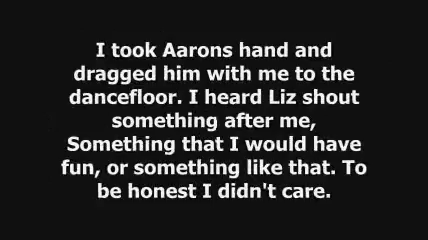 I took Aarons hand and
dragged him with me to the
dancefloor. I heard Liz shout
something after me,
Something that I would have
fun, or something like that. To
be honest I didn't care.